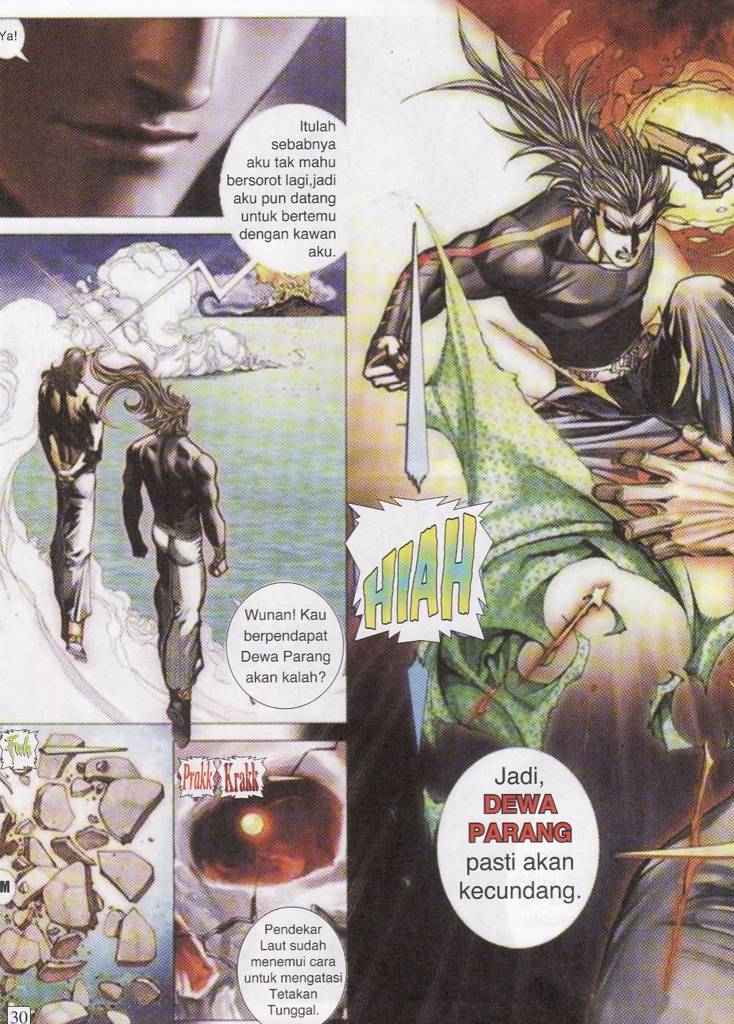 Ya!
Itulah
sebabnya
aku tak mahu
bersorot lagi,jadi
aku pun datang
untuk bertemu
dengan kawan
aku.
Wunan! Kau
berpendapat
Dewa Parang
akan kalah?
Prakk Krakk
Pendekar
Laut sudah
menemui cara
untuk mengatasi
Tetakan
Tunggal.
M
HIAH
Jadi,
DEWA
PARANG
pasti akan
kecundang.
30